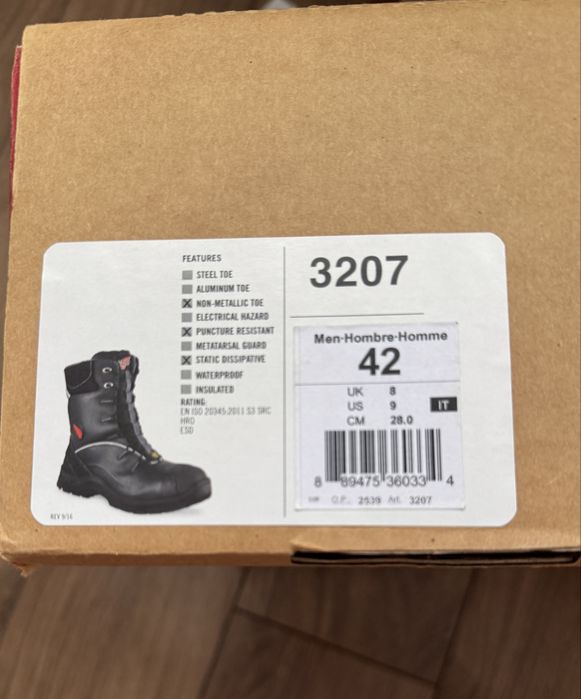 FEATURES
STEEL TOE
ALUMINUM TOE
NON-METALLIC TOE
ELECTRICAL HAZARD
PUNCTURE RESISTANT
METATARSAL GUARD
STATIC DISSIPATIVE
WATERPROOF
INSULATED
RATING:
EN ISO 20345:2011 S3 SRC
HRO
ESD
REV 9/16
3207
Men-Hombre-Homme
42
UK 8
US 9
IT
CM 28.0
8 89475 36033 4
O.P. 2539 Art. 3207